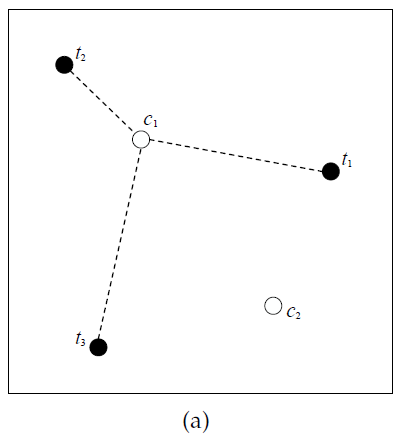 t₂
c₁
t₁
c₂
t₃
(a)